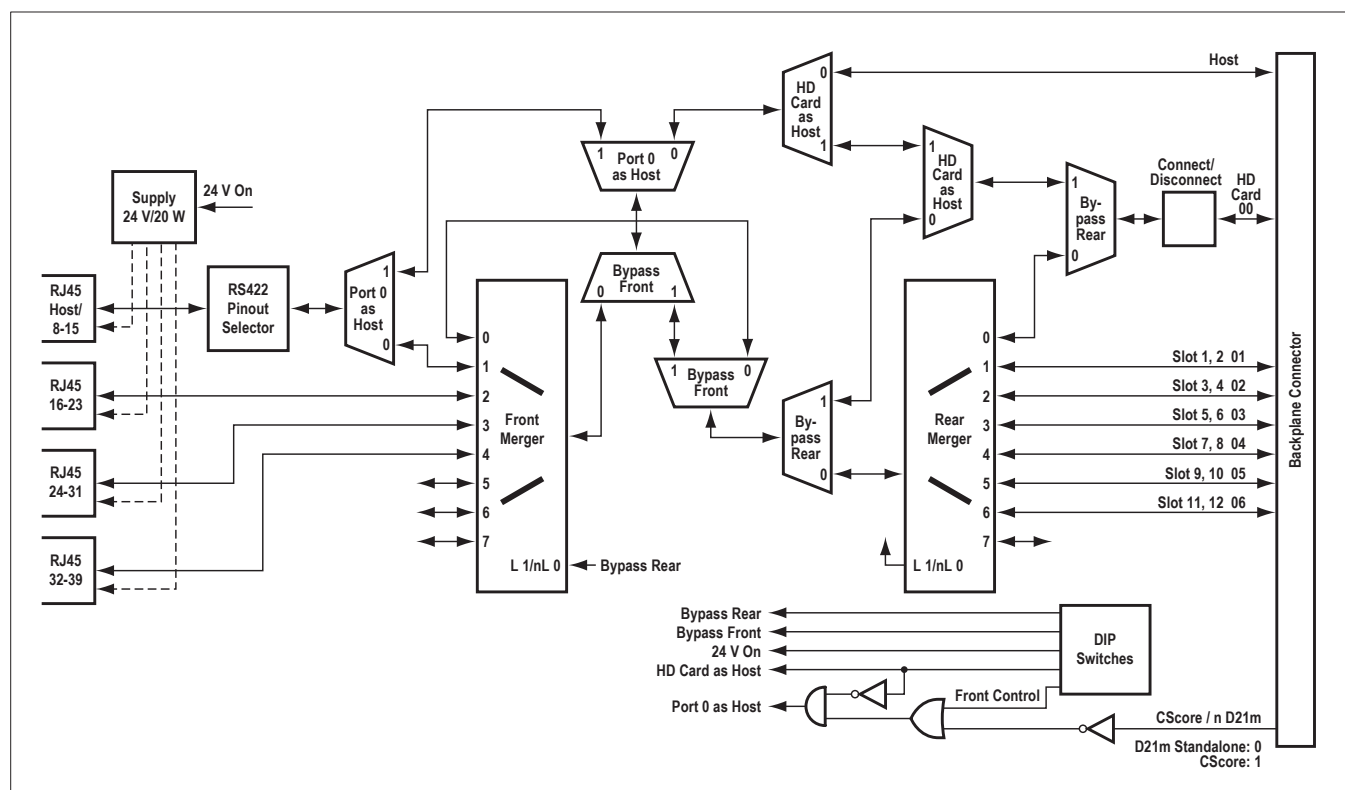 Host
0
HD
Card
as
Host
1
1
Port 0
as Host
0
1
HD Card
as Host
0
Connect/
Disconnect
HD
Card
00
1
By-
pass
Rear
0
Supply
24 V/20 W
24 V On
RJ45
Host/
8-15
RS422
Pinout
Selector
1
Port 0
as
Host
0
Bypass
Front
0
1
1
Bypass
Front
0
1
By-
pass
Rear
0
RJ45
16-23
RJ45
24-31
RJ45
32-39
0
1
2
3
4
5
6
7
Front
Merger
L 1/nL 0
Bypass Rear
0
1
2
3
4
5
6
7
Rear
Merger
L 1/nL 0
Slot 1, 2 01
Slot 3, 4 02
Slot 5, 6 03
Slot 7, 8 04
Slot 9, 10 05
Slot 11, 12 06
Backplane Connector
Bypass Rear
Bypass Front
24 V On
HD Card as Host
Port 0 as Host
DIP
Switches
Front Control
CScore / n D21m
D21m Standalone: 0
CScore: 1